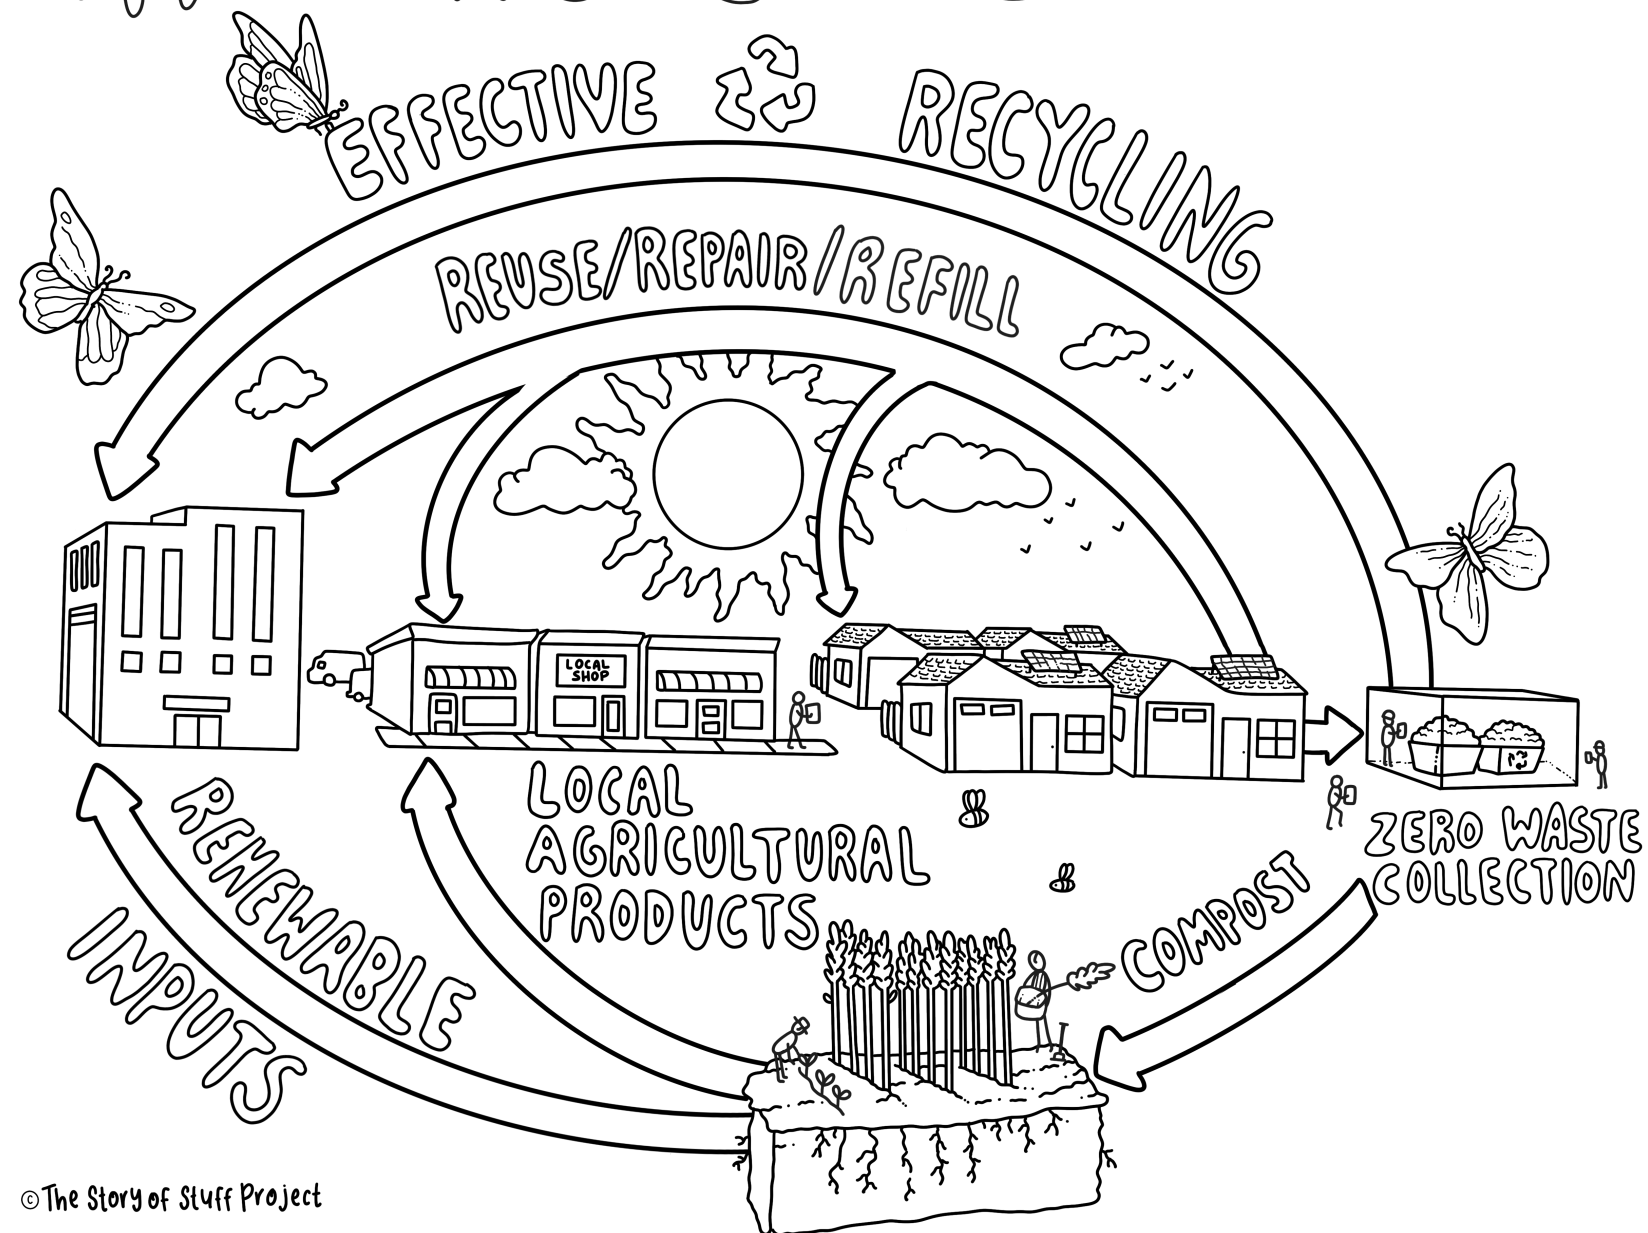 EFFECTIVE RECYCLING
REUSE/REPAIR/REFILL
LOCAL
SHOP
LOCAL
AGRICULTURAL
PRODUCTS
ZERO WASTE
COLLECTION
COMPOST
RENEWABLE
INPUTS
© The Story of Stuff Project